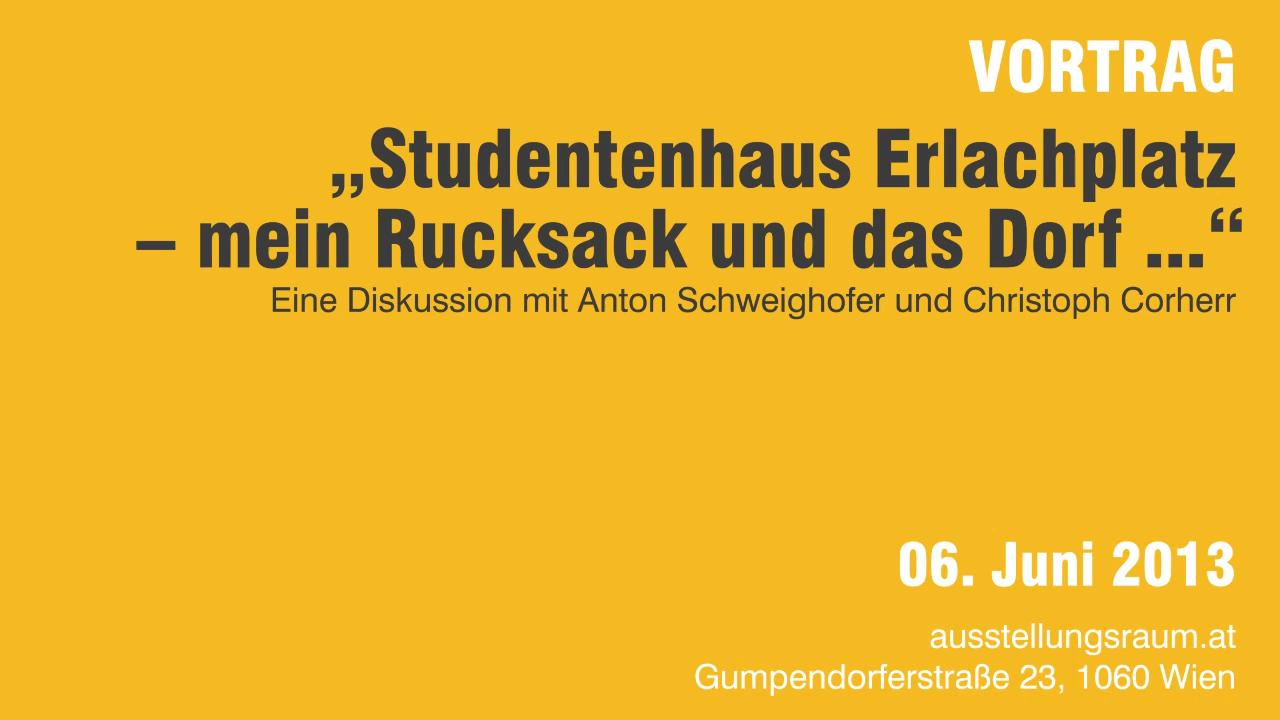 VORTRAG
„Studentenhaus Erlachplatz
– mein Rucksack und das Dorf ...“
Eine Diskussion mit Anton Schweighofer und Christoph Corherr
06. Juni 2013
ausstellungsraum.at
Gumpendorferstraße 23, 1060 Wien